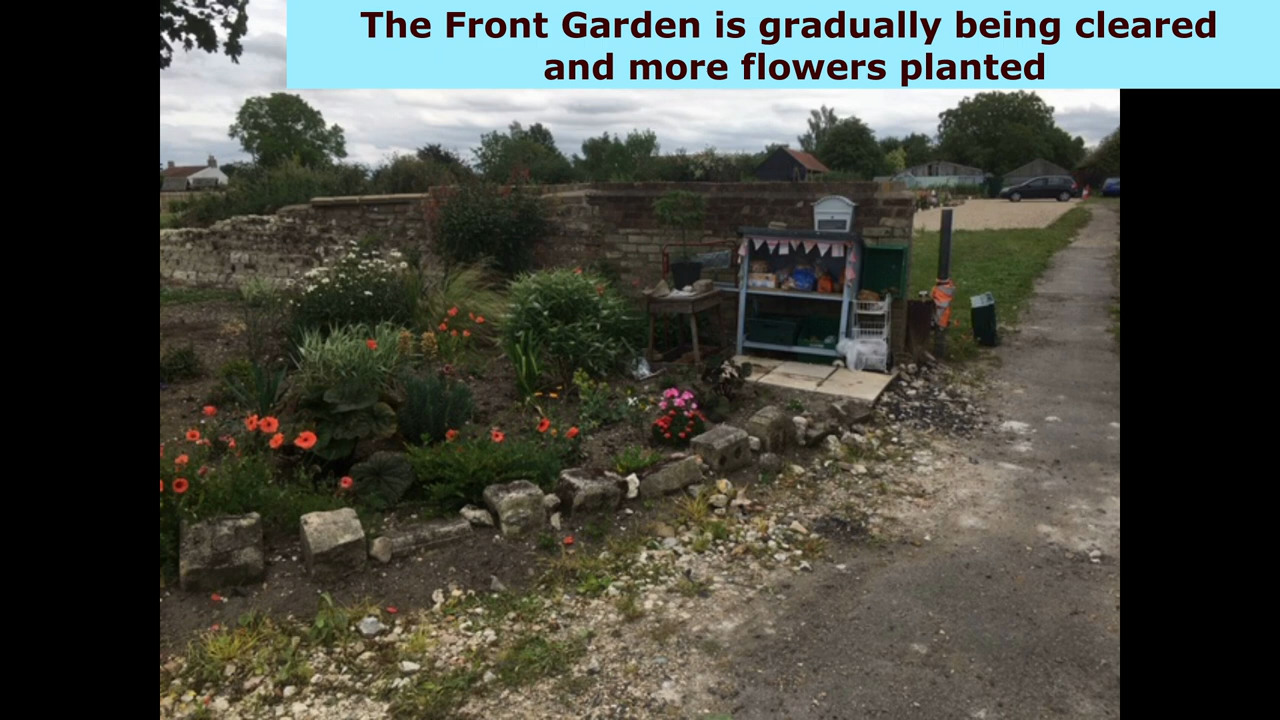 The Front Garden is gradually being cleared
and more flowers planted